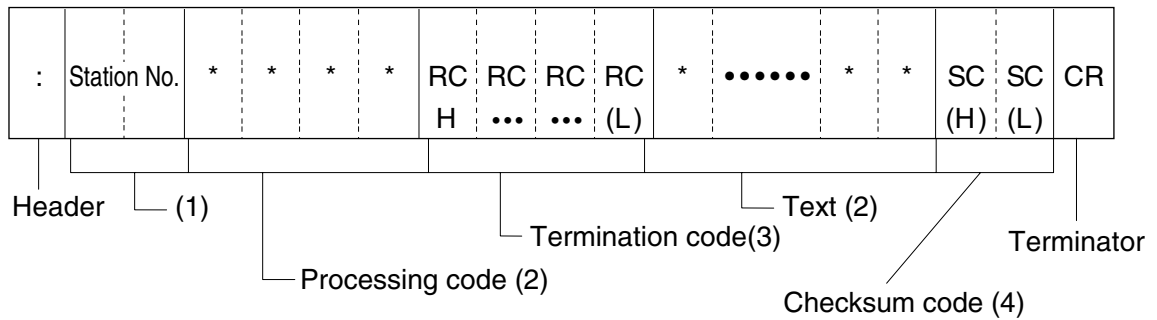 : Station No. * * * * RC RC RC RC * •••••• * * SC SC CR
H ••• ••• (L) (H) (L)
Header (1) Text (2)
Termination code(3) Terminator
Processing code (2)
Checksum code (4)